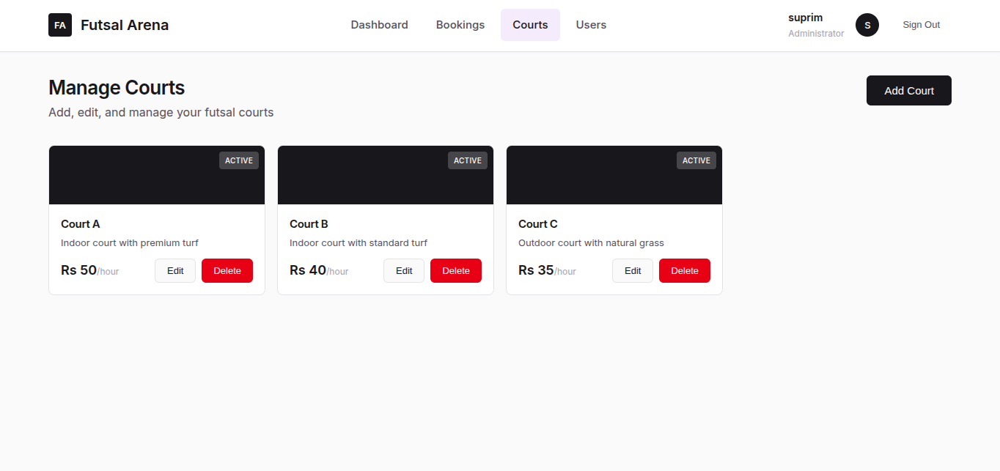 FA Futsal Arena Dashboard Bookings Courts Users suprim S Sign Out
Administrator
Manage Courts Add Court
Add, edit, and manage your futsal courts
ACTIVE ACTIVE ACTIVE
Court A Court B Court C
Indoor court with premium turf Indoor court with standard turf Outdoor court with natural grass
Rs 50/hour Edit Delete Rs 40/hour Edit Delete Rs 35/hour Edit Delete